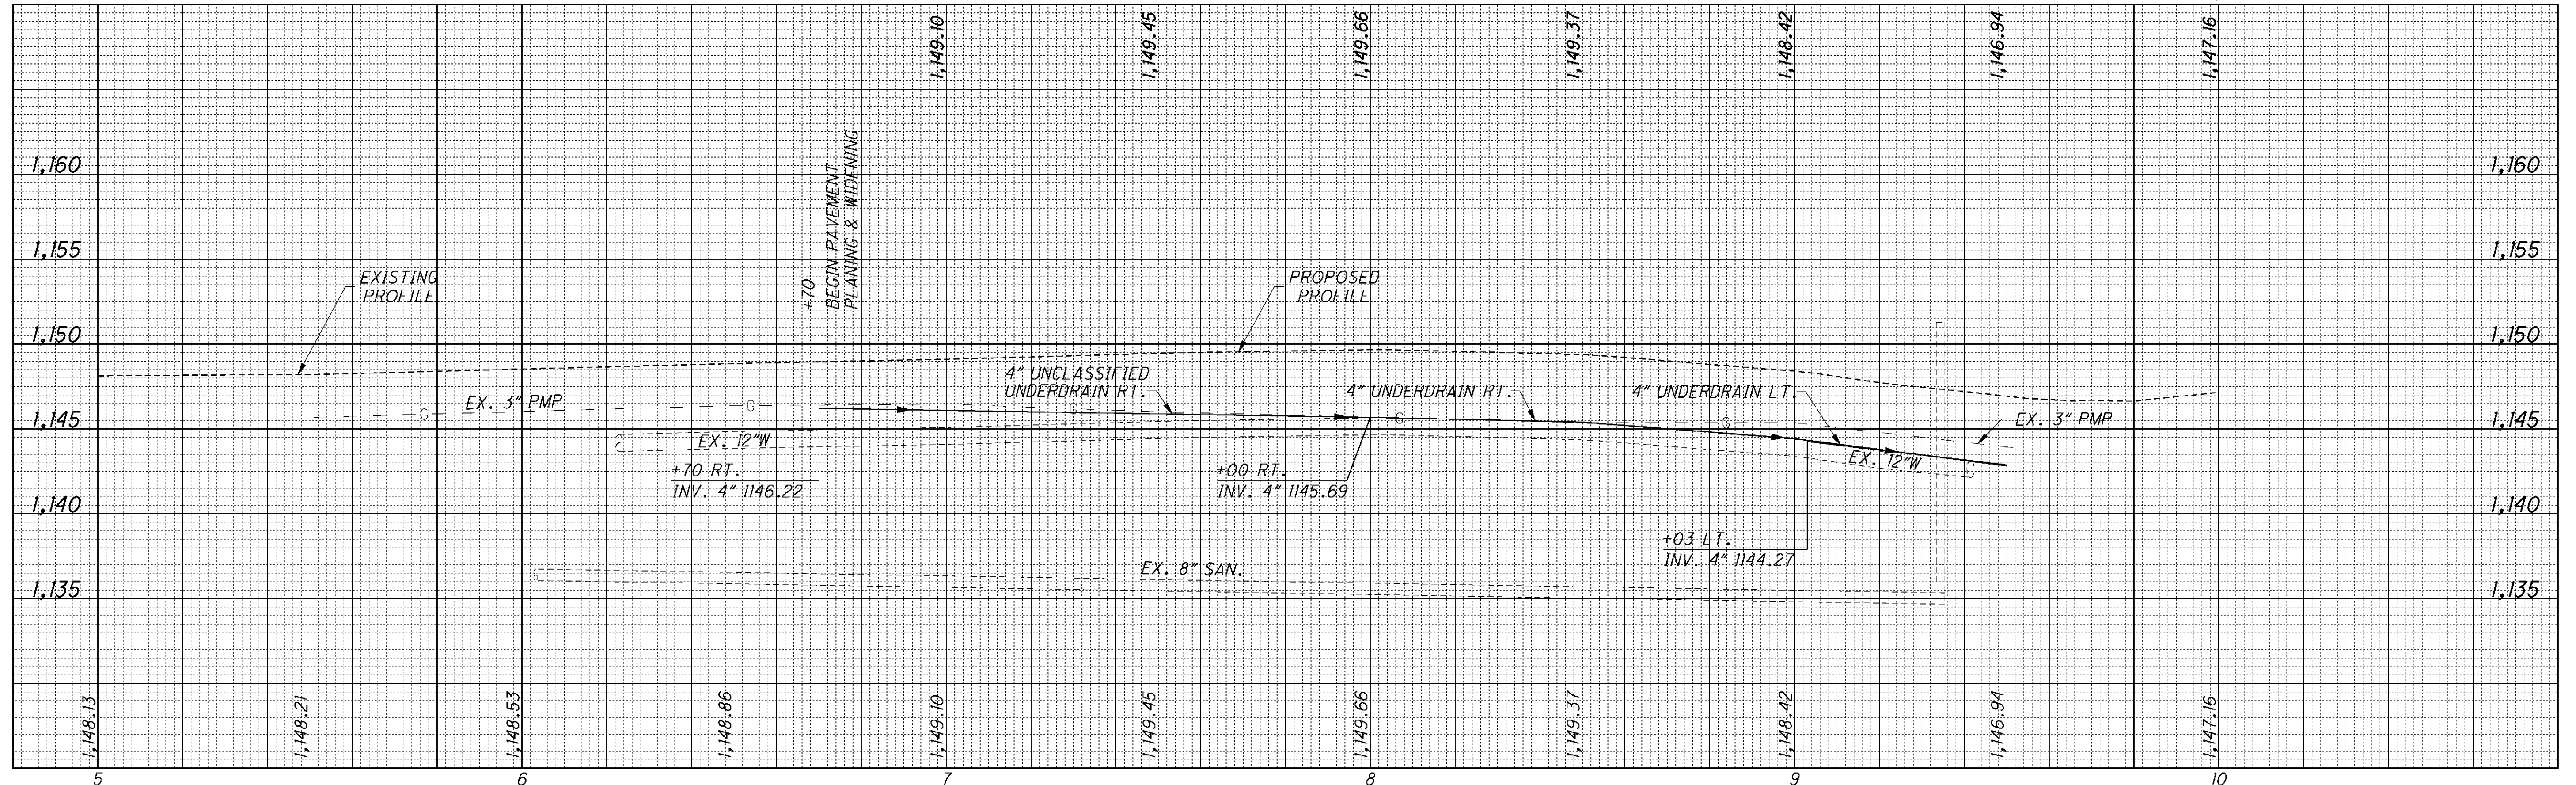 1,149.10
1,149.45
1,149.66
1,149.37
1,148.42
1,146.94
1,147.16
1,160
1,160
+70
BEGIN PAVEMENT
PLANING & WIDENING
1,155
1,155
EXISTING
PROFILE
PROPOSED
PROFILE
1,150
1,150
4" UNCLASSIFIED
UNDERDRAIN RT.
4" UNDERDRAIN RT.
4" UNDERDRAIN LT.
EX. 3" PMP
G
G
G
G
G
EX. 3" PMP
1,145
1,145
EX. 12"W
EX. 12"W
+70 RT.
INV. 4" 1146.22
+00 RT.
INV. 4" 1145.69
1,140
1,140
+03 LT.
INV. 4" 1144.27
EX. 8" SAN.
1,135
1,135
1,148.13
1,148.21
1,148.53
1,148.86
1,149.10
1,149.45
1,149.66
1,149.37
1,148.42
1,146.94
1,147.16
5
6
7
8
9
10